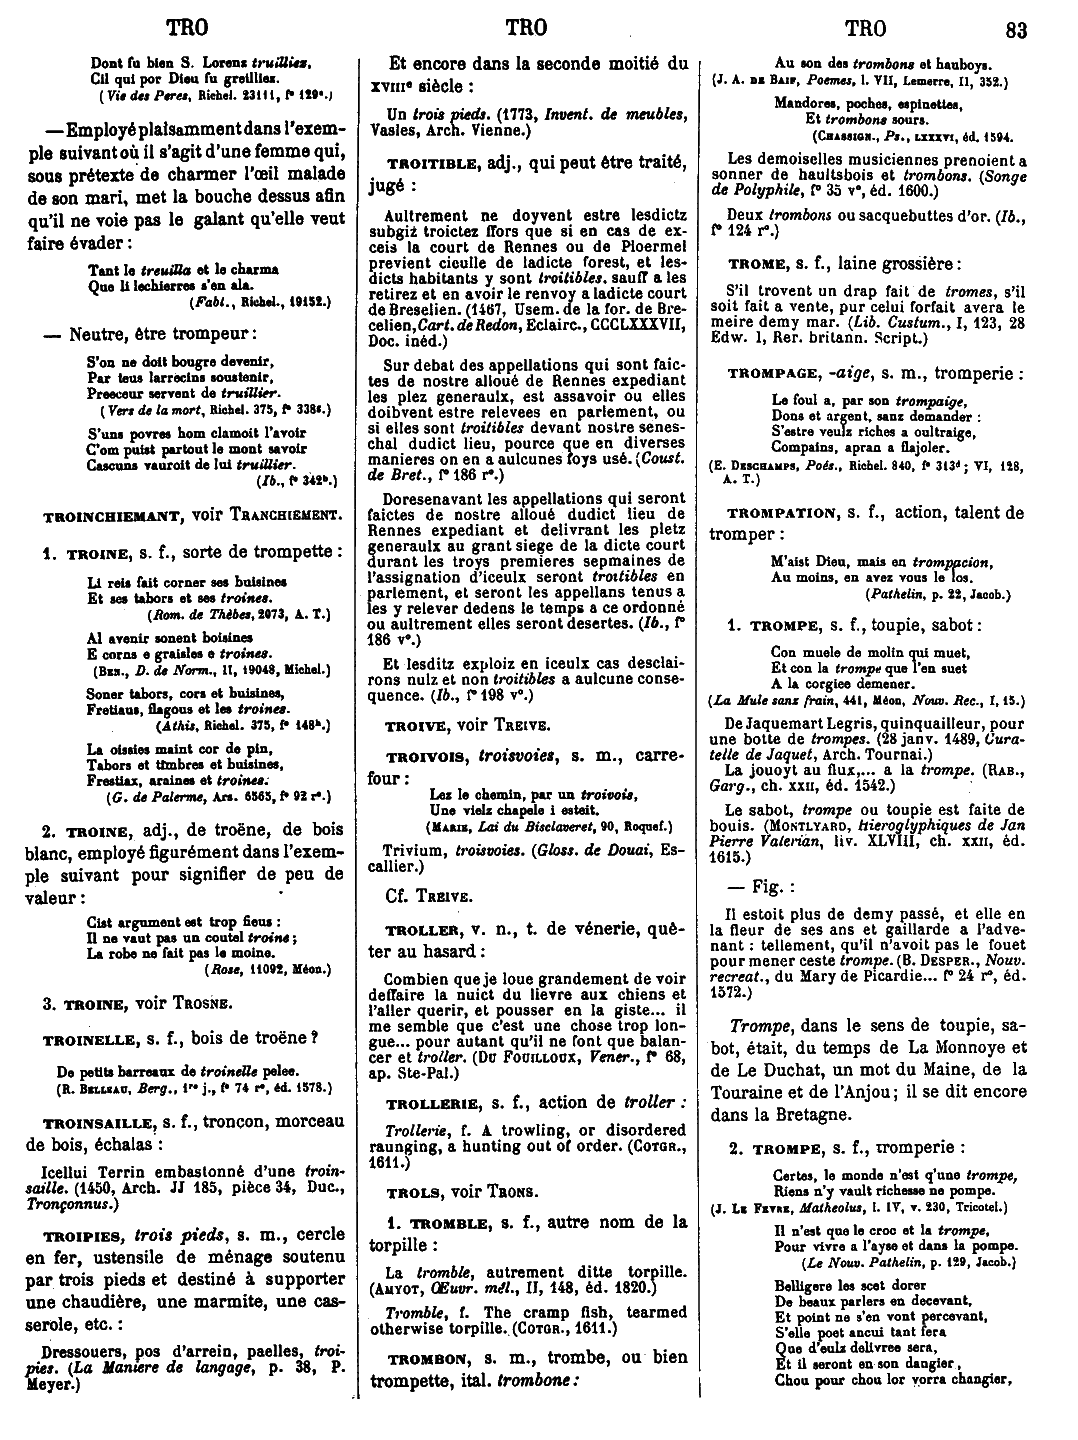 TRO
TRO
TRO
83
Dont fu bien S. Lorenz truilliez,
Cil qui por Dieu fu greilliez.
(Vie des Peres, Richel. 23111, f° 129ᵃ.)
— Employé plaisamment dans l'exem-
ple suivant où il s'agit d'une femme qui,
sous prétexte de charmer l'œil malade
de son mari, met la bouche dessus afin
qu'il ne voie pas le galant qu'elle veut
faire évader :
Tant le treuilla et le charma
Que li lechierres s'en ala.
(Fabl., Richel., 19152.)
— Neutre, être trompeur :
S'on ne doit bougre devenir,
Par teus larrecins soustenir,
Preeceur servent de truillier.
(Vers de la mort, Richel. 375, f° 338ᵃ.)
S'uns povres hom clamoit l'avoir
C'om puist partout le mont savoir
Cascuns vauroit de lui truillier.
(Ib., f° 342ᵇ.)
TROINCHIEMANT, voir TRANCHIEMENT.
1. TROINE, s. f., sorte de trompette :
Li reis fait corner ses buisines
Et ses tabors et ses troines.
(Rom. de Thèbes, 2073, A. T.)
Al avenir sonent boisines
E corns e graisles e troines.
(BEN., D. de Norm., II, 19048, Michel.)
Soner tabors, cors et buisines,
Fretiaus, flagous et les troines.
(Athis, Richel. 375, f° 148ᵇ.)
La oissies maint cor de pin,
Tabors et timbres et buisines,
Frestiax, araines et troines.
(G. de Palerme, Ars. 6565, f° 92 r°.)
2. TROINE, adj., de troëne, de bois
blanc, employé figurément dans l'exem-
ple suivant pour signifier de peu de
valeur :
Cist argument est trop fieus :
Il ne vaut pas un coutel troine ;
La robe ne fait pas le moine.
(Rose, 11092, Méon.)
3. TROINE, voir TROSNE.
TROINELLE, s. f., bois de troëne ?
De petits barreaux de troinelle pelee.
(R. BELLEAU, Berg., 1ʳᵉ j., f° 74 r°, éd. 1578.)
TROINSAILLE, s. f., tronçon, morceau
de bois, échalas :
Icellui Terrin embastonné d'une troin-
saille. (1450, Arch. JJ 185, pièce 34, Duc.,
Tronçonnus.)
TROIPIES, trois pieds, s. m., cercle
en fer, ustensile de ménage soutenu
par trois pieds et destiné à supporter
une chaudière, une marmite, une cas-
serole, etc. :
Dressouers, pos d'arrein, paelles, troi-
pies. (La Maniere de langage, p. 38, P.
Meyer.)
Et encore dans la seconde moitié du
XVIIIᵉ siècle :
Un trois pieds. (1773, Invent. de meubles,
Vasles, Arch. Vienne.)
TROITIBLE, adj., qui peut être traité,
jugé :
Aultrement ne doyvent estre lesdictz
subgiz troictez ffors que si en cas de ex-
ceis la court de Rennes ou de Ploermel
previent cieulle de ladicte forest, et les-
dicts habitants y sont troitibles. sauff a les
retirez et en avoir le renvoy a ladicte court
de Breselien. (1467, Usem. de la for. de Bre-
celien, Cart. de Redon, Eclairc., CCCLXXXVII,
Doc. inéd.)
Sur debat des appellations qui sont faic-
tes de nostre alloué de Rennes expediant
les plez generaulx, est assavoir ou elles
doibvent estre relevees en parlement, ou
si elles sont troitibles devant nostre senes-
chal dudict lieu, pource que en diverses
manieres on en a aulcunes foys usé. (Coust.
de Bret., f° 186 r°.)
Doresenavant les appellations qui seront
faictes de nostre alloué dudict lieu de
Rennes expediant et delivrant les pletz
generaulx au grant siege de la dicte court
durant les troys premieres sepmaines de
l'assignation d'iceulx seront troitibles en
parlement, et seront les appellans tenus a
les y relever dedens le temps a ce ordonné
ou aultrement elles seront desertes. (Ib., f°
186 v°.)
Et lesditz exploiz en iceulx cas desclai-
rons nulz et non troitibles a aulcune conse-
quence. (Ib., f° 198 v°.)
TROIVE, voir TREIVE.
TROIVOIS, troisvoies, s. m., carre-
four :
Lez le chemin, par un troivois,
Une vielz chapele i esteit.
(MARIE, Lai du Bisclaveret, 90, Roquef.)
Trivium, troisvoies. (Gloss. de Douai, Es-
callier.)
Cf. TREIVE.
TROLLER, v. n., t. de vénerie, quê-
ter au hasard :
Combien que je loue grandement de voir
deffaire la nuict du lievre aux chiens et
l'aller querir, et pousser en la giste... il
me semble que c'est une chose trop lon-
gue... pour autant qu'il ne font que balan-
cer et troller. (DU FOUILLOUX, Vener., f° 68,
ap. Ste-Pal.)
TROLLERIE, s. f., action de troller :
Trollerie, f. A trowling, or disordered
raunging, a hunting out of order. (COTGR.,
1611.)
TROLS, voir TRONS.
1. TROMBLE, s. f., autre nom de la
torpille :
La tromble, autrement ditte torpille.
(AMYOT, Œuvr. mél., II, 148, éd. 1820.)
Tromble, f. The cramp fish, tearmed
otherwise torpille. (COTGR., 1611.)
TROMBON, s. m., trombe, ou bien
trompette, ital. trombone :
Au son des trombons et hauboys.
(J. A. DE BAIF, Poemes, l. VII, Lemerre, II, 352.)
Mandores, poches, espinettes,
Et trombons sours.
(CHASSIGN., Ps., LXXXVI, éd. 1594.
Les demoiselles musiciennes prenoient a
sonner de haultsbois et trombons. (Songe
de Polyphile, f° 35 v°, éd. 1600.)
Deux trombons ou sacquebuttes d'or. (Ib.,
f° 124 r°.)
TROME, s. f., laine grossière :
S'il trovent un drap fait de tromes, s'il
soit fait a vente, pur celui forfait avera le
meire demy mar. (Lib. Custum., I, 123, 28
Edw. I, Rer. britann. Script.)
TROMPAGE, -aige, s. m., tromperie :
Le foul a, par son trompaige,
Dons et argent, sanz demander :
S'estre veulz riches a oultraige,
Compains, apran a flajoler.
(E. DESCHAMPS, Poés., Richel. 840, f° 313ᵈ ; VI, 128,
A. T.)
TROMPATION, s. f., action, talent de
tromper :
M'aist Dieu, mais en trompacion,
Au moins, en avez vous le los.
(Pathelin, p. 22, Jacob.)
1. TROMPE, s. f., toupie, sabot :
Con muele de molin qui muet,
Et con la trompe que l'en suet
A la corgiee demener.
(La Mule sanz frain, 441, Méon, Nouv. Rec., I, 15.)
De Jaquemart Legris, quinquailleur, pour
une botte de trompes. (28 janv. 1489, Cura-
telle de Jaquet, Arch. Tournai.)
La jouoyt au flux,... a la trompe. (RAB.,
Garg., ch. XXII, éd. 1542.)
Le sabot, trompe ou toupie est faite de
bouis. (MONTLYARD, Hieroglyphiques de Jan
Pierre Valerian, liv. XLVIII, ch. XXII, éd.
1615.)
— Fig. :
Il estoit plus de demy passé, et elle en
la fleur de ses ans et gaillarde a l'adve-
nant : tellement, qu'il n'avoit pas le fouet
pour mener ceste trompe. (B. DESPER., Nouv.
recreat., du Mary de Picardie... f° 24 r°, éd.
1572.)
Trompe, dans le sens de toupie, sa-
bot, était, du temps de La Monnoye et
de Le Duchat, un mot du Maine, de la
Touraine et de l'Anjou ; il se dit encore
dans la Bretagne.
2. TROMPE, s. f., tromperie :
Certes, le monde n'est q'une trompe,
Riens n'y vault richesse ne pompe.
(J. LE FEVRE, Matheolus, l. IV, v. 230, Tricotel.)
Il n'est que le croc et la trompe,
Pour vivre a l'ayse et dans la pompe.
(Le Nouv. Pathelin, p. 129, Jacob.)
Belligere les scet dorer
De beaux parlers en decevant,
Et point ne s'en vont percevant,
S'elle poet ancui tant fera
Que d'eulz delivree sera,
Et il seront en son dangier,
Chou pour chou lor vorra changier,